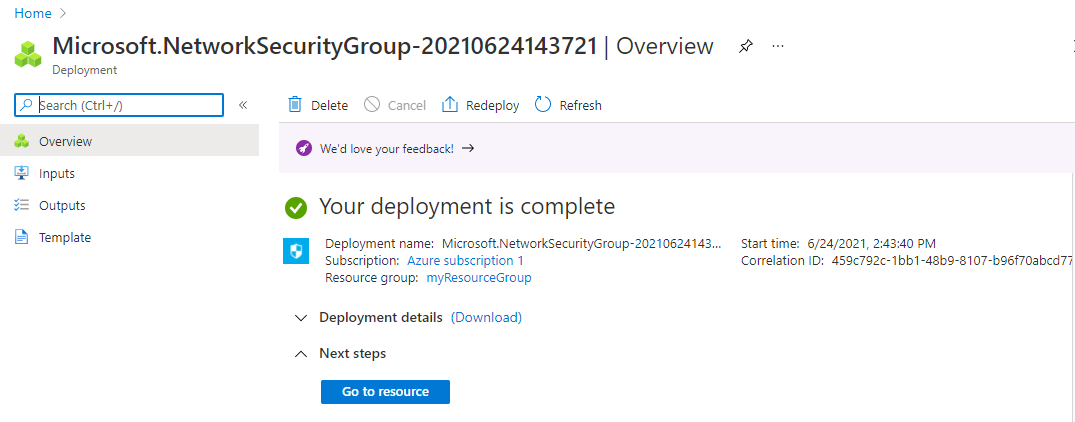 Home >
Microsoft.NetworkSecurityGroup-20210624143721 | Overview
Deployment
Search (Ctrl+/)
Overview
Inputs
Outputs
Template
Delete
Cancel
Redeploy
Refresh
We'd love your feedback! →
Your deployment is complete
Deployment name: Microsoft.NetworkSecurityGroup-20210624143...
Subscription: Azure subscription 1
Resource group: myResourceGroup
Start time: 6/24/2021, 2:43:40 PM
Correlation ID: 459c792c-1bb1-48b9-8107-b96f70abcd77
Deployment details (Download)
Next steps
Go to resource